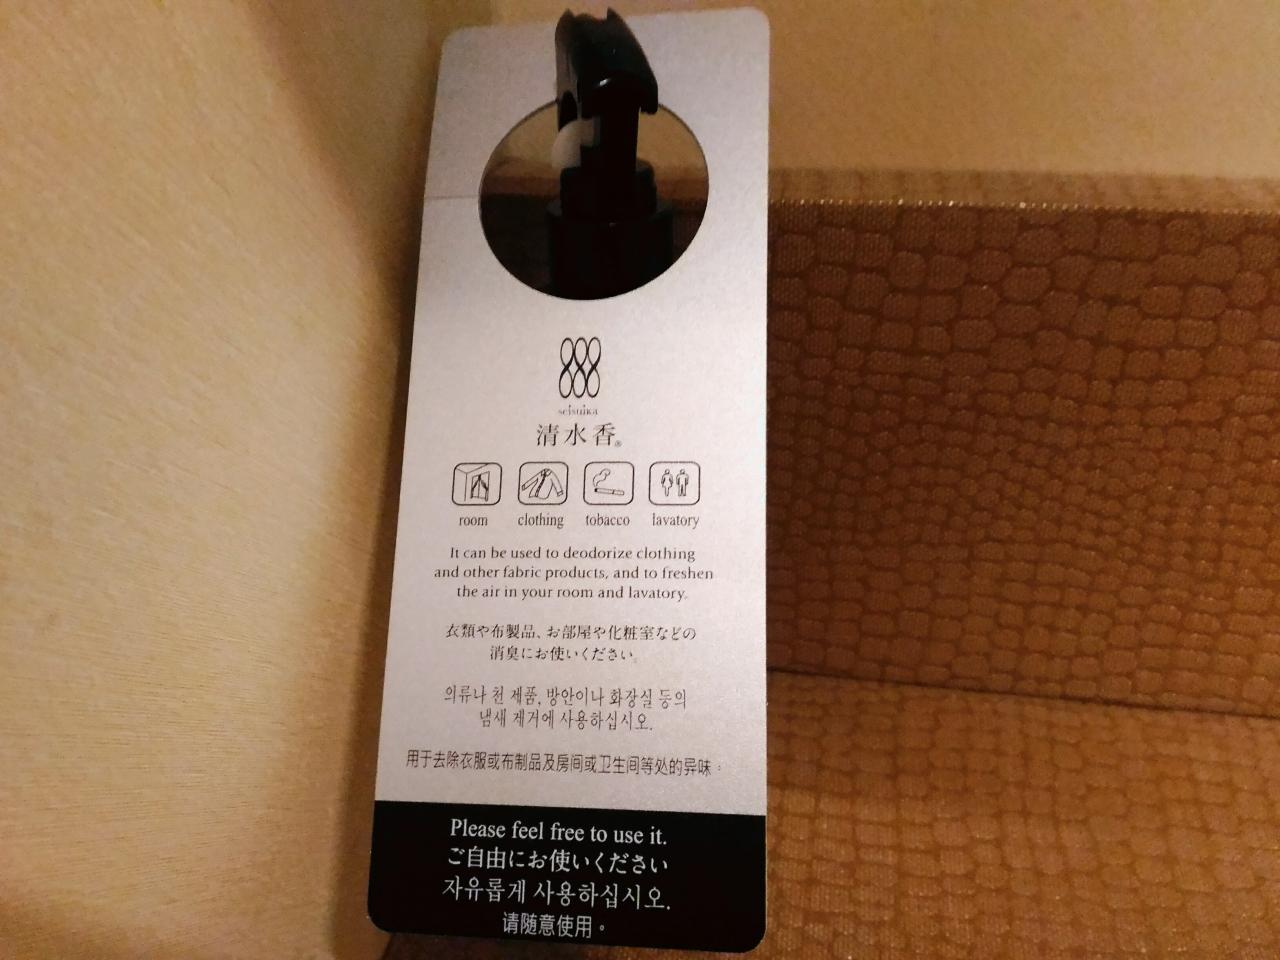 seisuika
清水香®
room clothing tobacco lavatory
It can be used to deodorize clothing
and other fabric products, and to freshen
the air in your room and lavatory.
衣類や布製品、お部屋や化粧室などの
消臭にお使いください。
의류나 천 제품, 방안이나 화장실 등의
냄새 제거에 사용하십시오.
用于去除衣服或布制品及房间或卫生间等处的异味。
Please feel free to use it.
ご自由にお使いください
자유롭게 사용하십시오.
请随意使用。